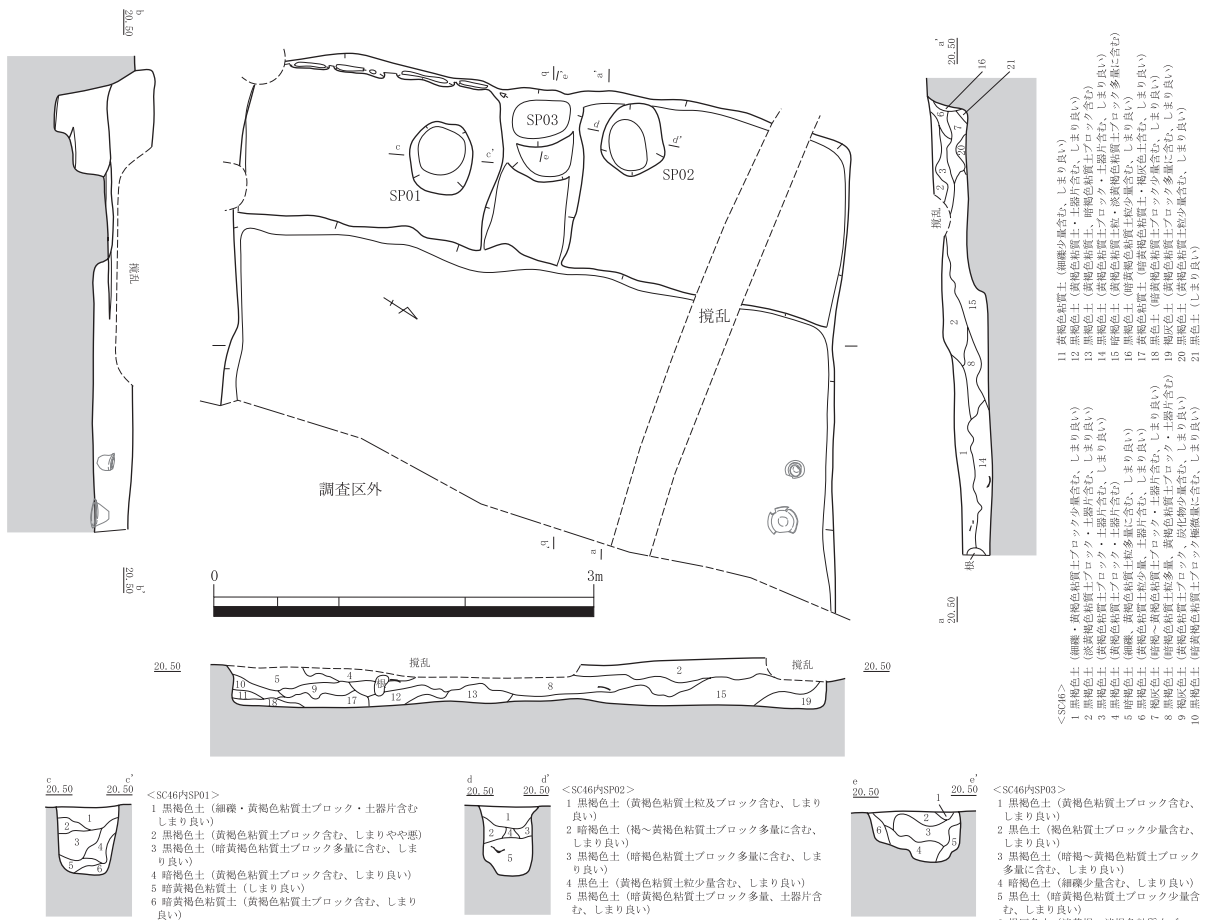 b
20.50
b
e'
a'
a'
20.50
16
21
SP03
d
d'
c
c'
e
SP01
SP02
6
7
20
3
2
撹乱
撹乱
撹乱
15
2
8
1
14
根
調査区外
b'
a
20.50
b'
a
20.50
0
3m
11 黄褐色粘質土（細礫少量含む、しまり良い）
12 黒褐色土（黄褐色粘質土・土器片含む、しまり良い）
13 黒褐色土（黄褐色粘質土、暗褐色粘質土ブロック含む）
14 黒褐色土（黄褐色粘質土ブロック・土器片含む、しまり良い）
15 暗褐色土（黄褐色粘質土粒・淡黄褐色粘質土ブロック多量に含む）
16 黒褐色土（暗黄褐色粘質土粒少量含む、しまり良い）
17 黄褐色粘質土（暗黄褐色粘質土・褐灰色土含む、しまり良い）
18 黒色土（暗黄褐色粘質土ブロック少量含む、しまり良い）
19 褐灰色土（黄褐色粘質土ブロック多量に含む、しまり良い）
20 黒褐色土（黄褐色粘質土粒少量含む、しまり良い）
21 黒色土（しまり良い）
＜SC46＞
1 黒褐色土（細礫・黄褐色粘質土ブロック少量含む、しまり良い）
2 黒褐色土（淡黄褐色粘質土ブロック・土器片含む、しまり良い）
3 黒褐色土（黄褐色粘質土ブロック・土器片含む、しまり良い）
4 黒褐色土（黄褐色粘質土ブロック・土器片含む）
5 暗褐色土（細礫、黄褐色粘質土粒多量に含む、しまり良い）
6 黒褐色土（黄褐色粘質土粒少量、土器片含む、しまり良い）
7 褐灰色土（暗褐～黄褐色粘質土ブロック・土器片含む、しまり良い）
8 黒褐色土（暗褐色粘質土粒多量、黄褐色粘質土ブロック・土器片含む）
9 褐灰色土（黄褐色粘質土ブロック、炭化物少量含む、しまり良い）
10 黒褐色土（暗黄褐色粘質土ブロック極微量に含む、しまり良い）
20.50
撹乱
撹乱
20.50
10
5
4
根
9
11
18
17
12
13
8
2
15
19
c
20.50
c'
20.50
1
2
3
4
5
6
＜SC46内SP01＞
1 黒褐色土（細礫・黄褐色粘質土ブロック・土器片含む
しまり良い）
2 黒褐色土（黄褐色粘質土ブロック含む、しまりやや悪）
3 黒褐色土（暗黄褐色粘質土ブロック多量に含む、しま
り良い）
4 暗褐色土（黄褐色粘質土ブロック含む、しまり良い）
5 暗黄褐色粘質土（しまり良い）
6 暗黄褐色粘質土（黄褐色粘質土ブロック含む、しまり
良い）
d
20.50
d'
20.50
1
2
4
3
5
＜SC46内SP02＞
1 黒褐色土（黄褐色粘質土粒及ブロック含む、しまり
良い）
2 暗褐色土（褐～黄褐色粘質土ブロック多量に含む、
しまり良い）
3 黒褐色土（暗褐色粘質土ブロック多量に含む、しま
り良い）
4 黒色土（黄褐色粘質土粒少量含む、しまり良い）
5 黒褐色土（暗黄褐色粘質土ブロック多量、土器片含
む、しまり良い）
e
20.50
e'
20.50
1
2
6
3
5
4
＜SC46内SP03＞
1 黒褐色土（黄褐色粘質土ブロック含む、
しまり良い）
2 黒色土（褐色粘質土ブロック少量含む、
しまり良い）
3 黒褐色土（暗褐～黄褐色粘質土ブロック
多量に含む、しまり良い）
4 暗褐色土（細礫少量含む、しまり良い）
5 黒色土（暗黄褐色粘質土ブロック少量含
む、しまり良い）